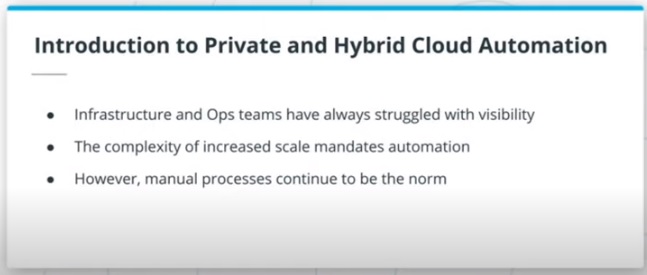 Introduction to Private and Hybrid Cloud Automation
● Infrastructure and Ops teams have always struggled with visibility
● The complexity of increased scale mandates automation
● However, manual processes continue to be the norm